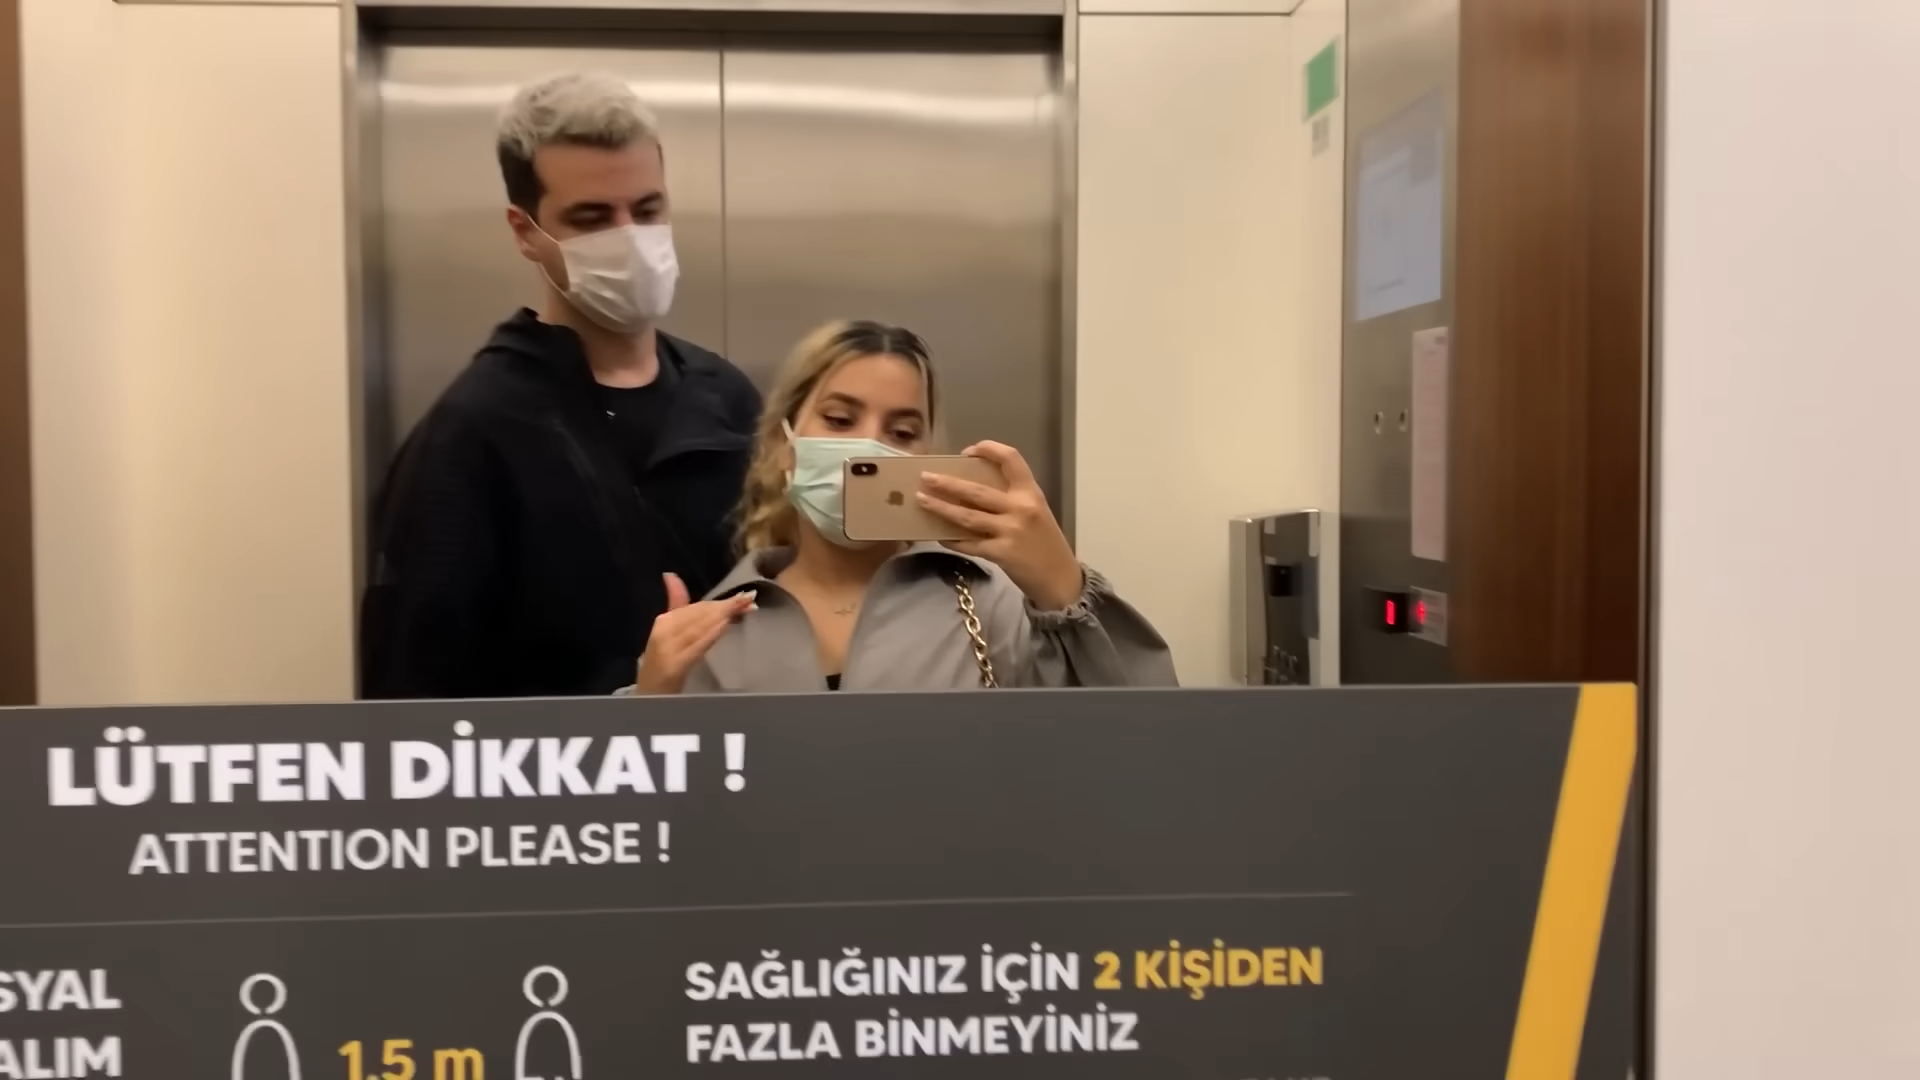 LÜTFEN DİKKAT !
ATTENTION PLEASE !
SYAL
ALIM
1.5 m
SAĞLIĞINIZ İÇİN 2 KİŞİDEN
FAZLA BİNMEYİNİZ